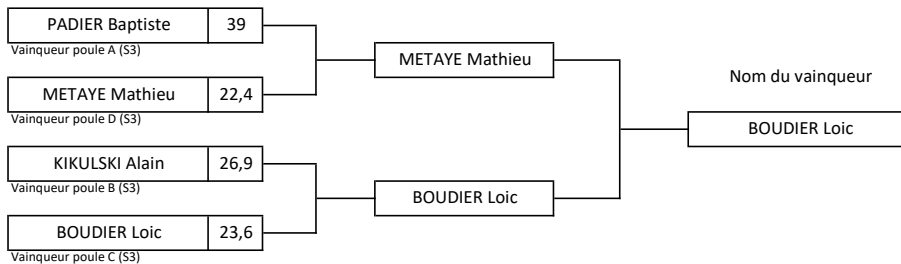 PADIER Baptiste 39
Vainqueur poule A (S3)
METAYE Mathieu 22,4
Vainqueur poule D (S3)
KIKULSKI Alain 26,9
Vainqueur poule B (S3)
BOUDIER Loic 23,6
Vainqueur poule C (S3)
METAYE Mathieu
BOUDIER Loic
Nom du vainqueur
BOUDIER Loic